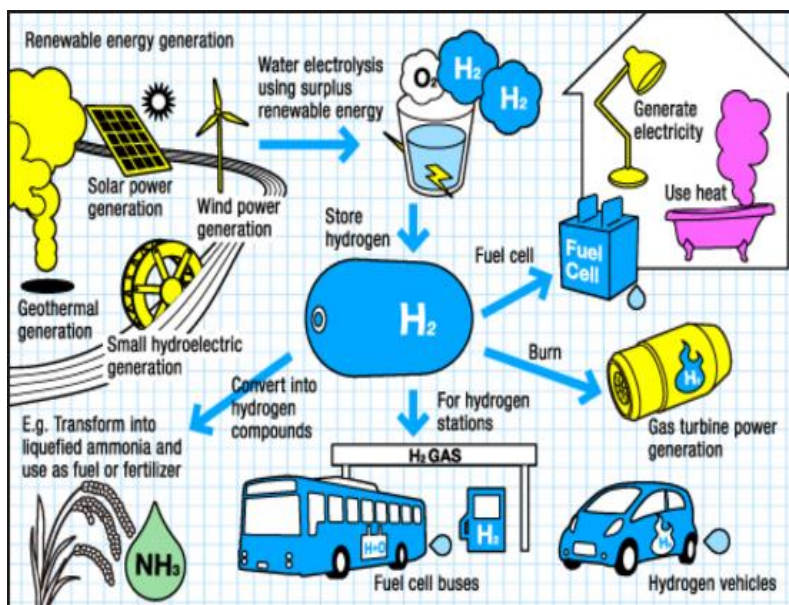 Renewable energy generation
Solar power
generation
Wind power
generation
Geothermal
generation
Small hydroelectric
generation
Water electrolysis
using surplus
renewable energy
O2
H2
H2
Store
hydrogen
H2
Fuel cell
Fuel
Cell
Generate
electricity
Use heat
Burn
H2
Gas turbine power
generation
Convert into
hydrogen
compounds
E.g. Transform into
liquefied ammonia and
use as fuel or fertilizer
NH3
For hydrogen
stations
H2 GAS
H2
Fuel cell buses
H2
Hydrogen vehicles